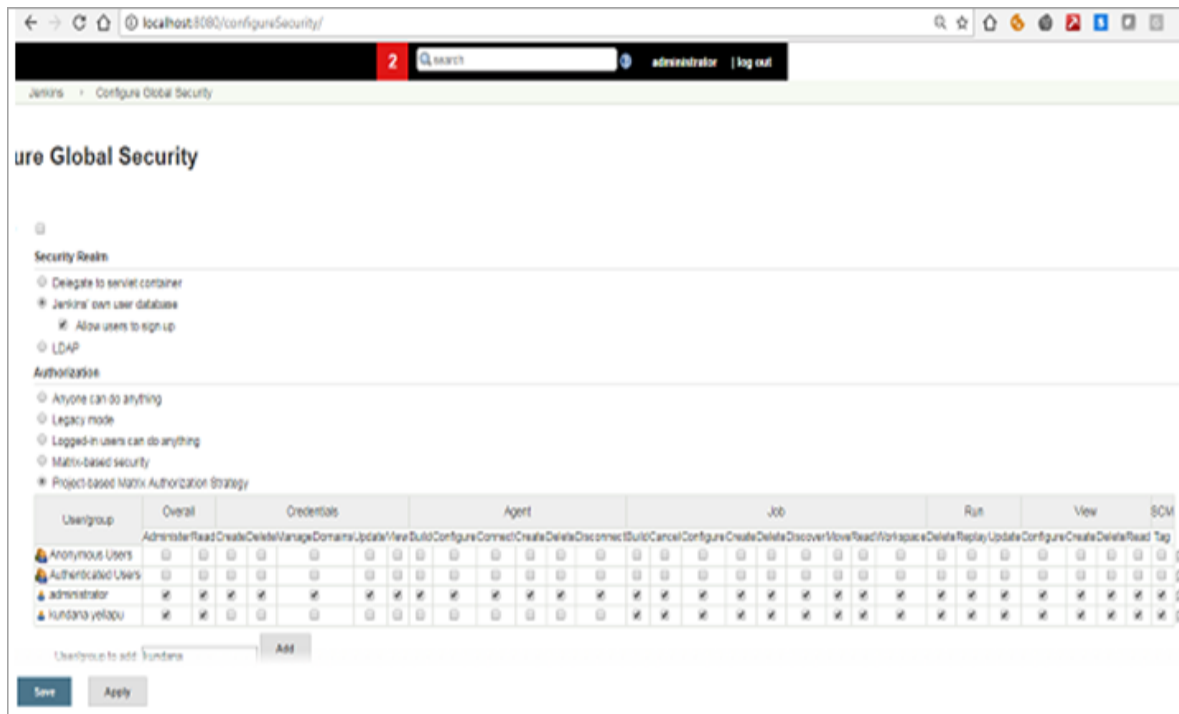 localhost:8080/configureSecurity/
2 search administrator | log out
Jenkins › Configure Global Security
ure Global Security
Security Realm
Delegate to servlet container
Jenkins' own user database
Allow users to sign up
LDAP
Authorization
Anyone can do anything
Legacy mode
Logged-in users can do anything
Matrix-based security
Project-based Matrix Authorization Strategy
User/group Overall Credentials Agent Job Run View SCM
Administer Read Create Delete ManageDomains Update View Build Configure Connect Create Delete Disconnect Build Cancel Configure Create Delete Discover Move Read Workspace Delete Replay Update Configure Create Delete Read Tag
Anonymous Users
Authenticated Users
administrator
kundana yellapu
User/group to add kundana Add
Save Apply